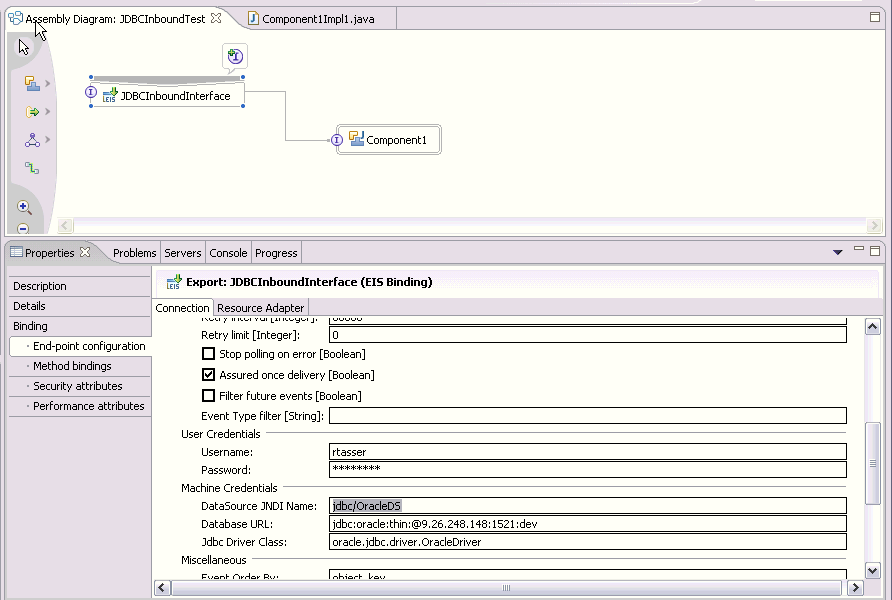 Assembly Diagram: JDBCInboundTest
Component1Impl1.java
JDBCInboundInterface
Component1
Properties
Problems
Servers
Console
Progress
Description
Details
Binding
End-point configuration
Method bindings
Security attributes
Performance attributes
LEIS
Export: JDBCInboundInterface (EIS Binding)
Connection
Resource Adapter
Retry interval [Integer]:
Retry limit [Integer]: 0
Stop polling on error [Boolean]
Assured once delivery [Boolean]
Filter future events [Boolean]
Event Type filter [String]:
User Credentials
Username: rtasser
Password: ********
Machine Credentials
DataSource JNDI Name: jdbc/OracleDS
Database URL: jdbc:oracle:thin:@9.26.248.148:1521:dev
Jdbc Driver Class: oracle.jdbc.driver.OracleDriver
Miscellaneous
Event Order By: object_key